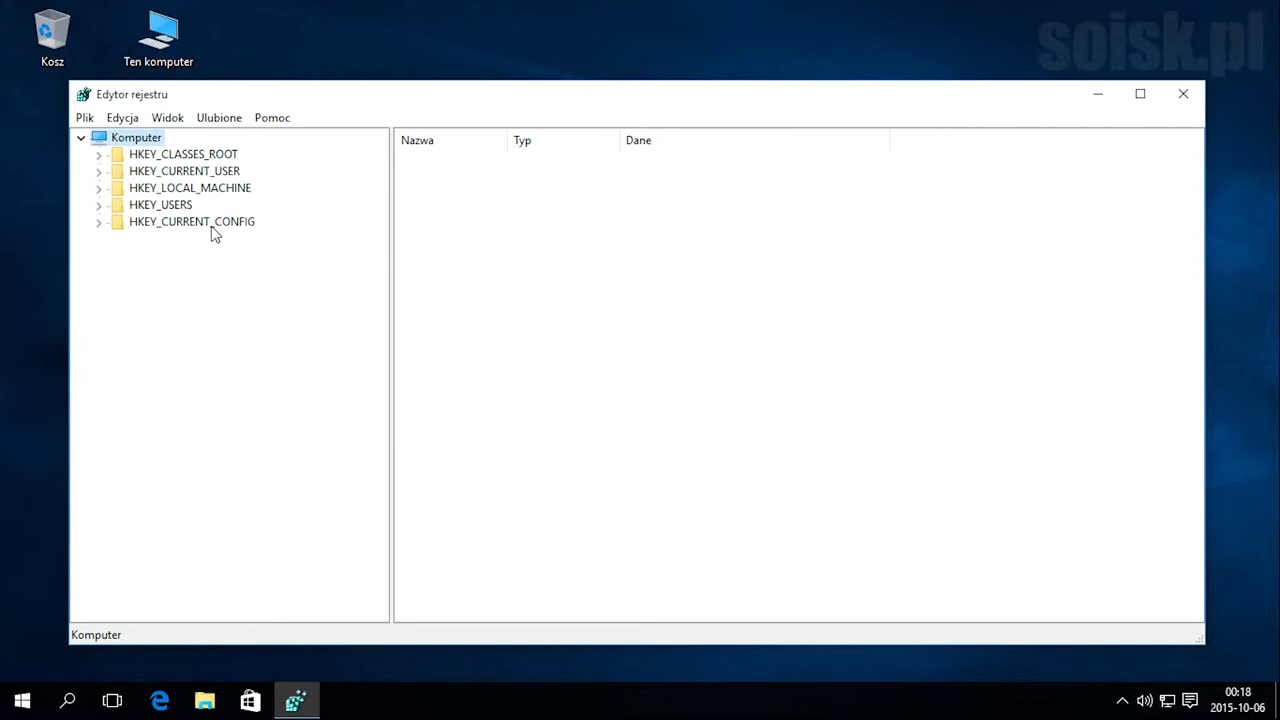 soisk.pl
Kosz
Ten komputer
Edytor rejestru
Plik Edycja Widok Ulubione Pomoc
Komputer
HKEY_CLASSES_ROOT
HKEY_CURRENT_USER
HKEY_LOCAL_MACHINE
HKEY_USERS
HKEY_CURRENT_CONFIG
Nazwa Typ Dane
Komputer
00:18
2015-10-06